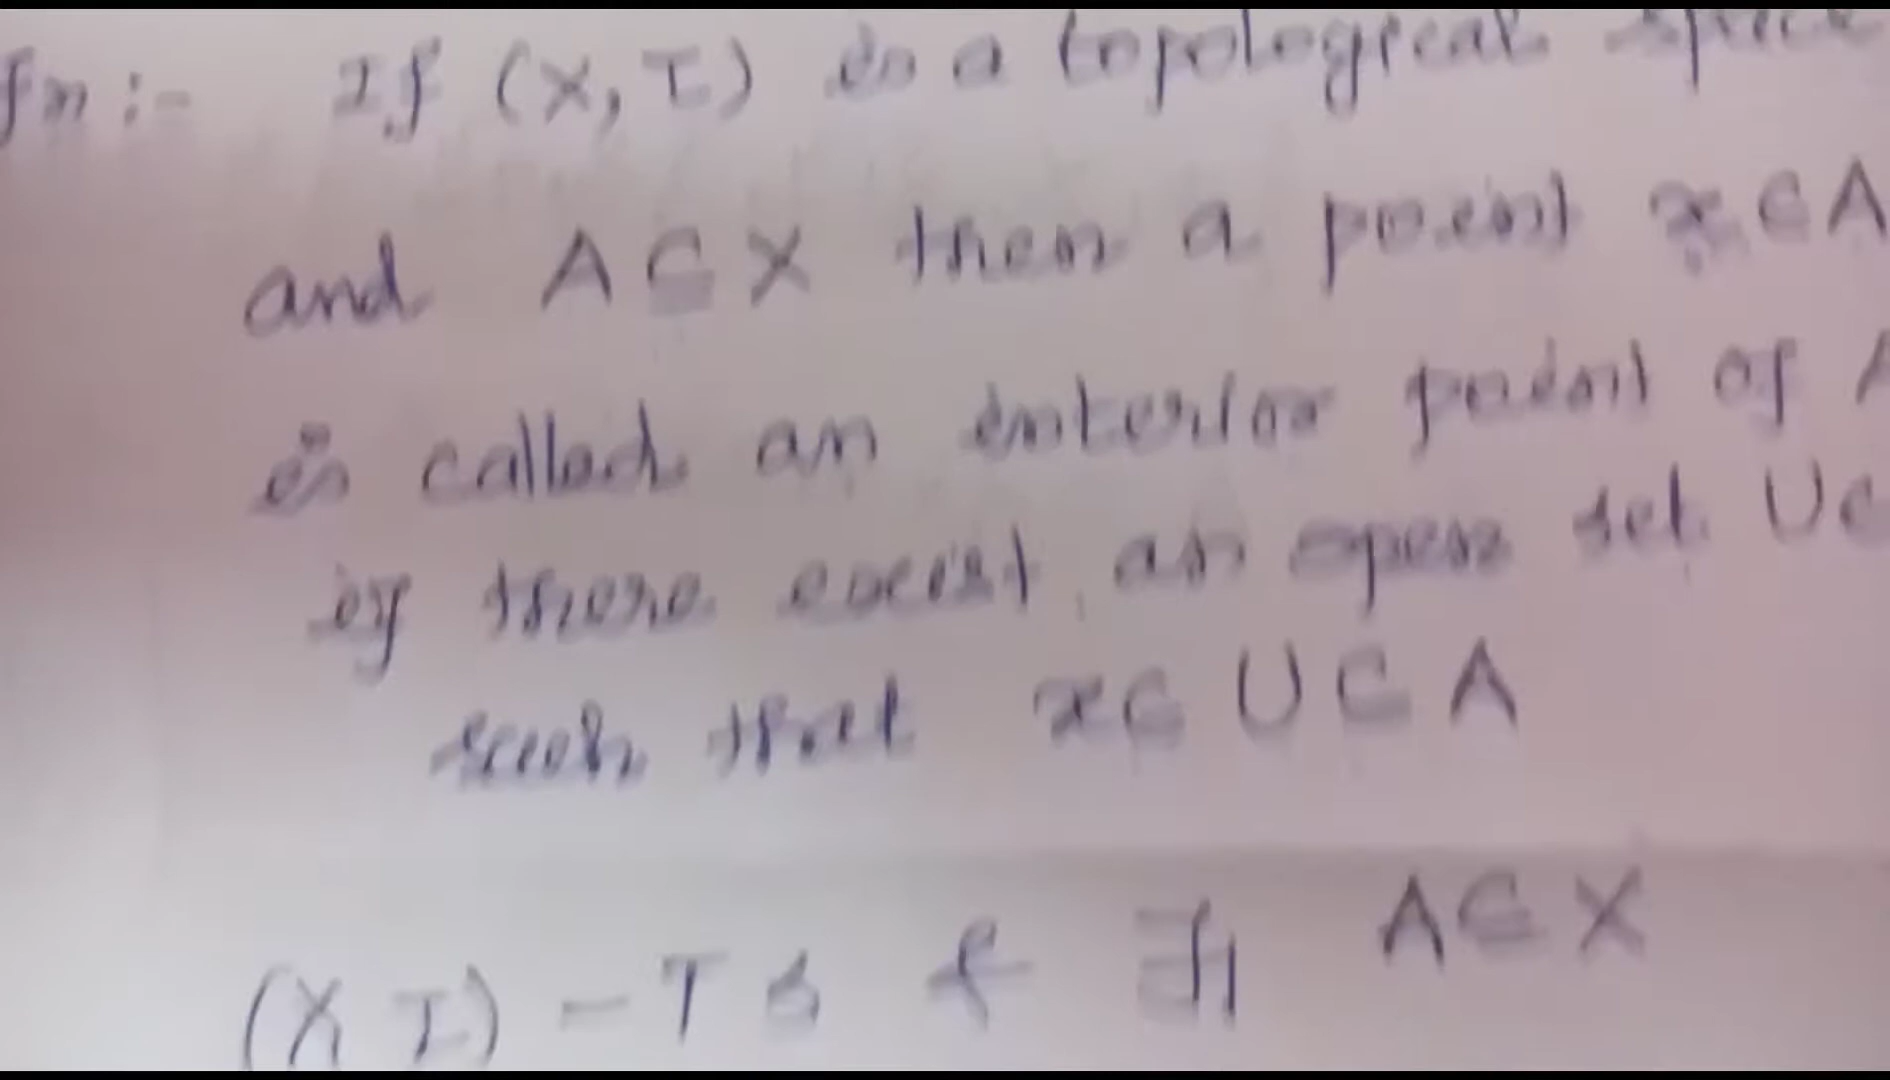 fn :- If (X, τ) is a topological space
and A ⊆ X then a point x ∈ A
is called an interior point of A
if there exist an open set U ∈
such that x ∈ U ⊆ A
(X τ) - T S & A ⊆ X